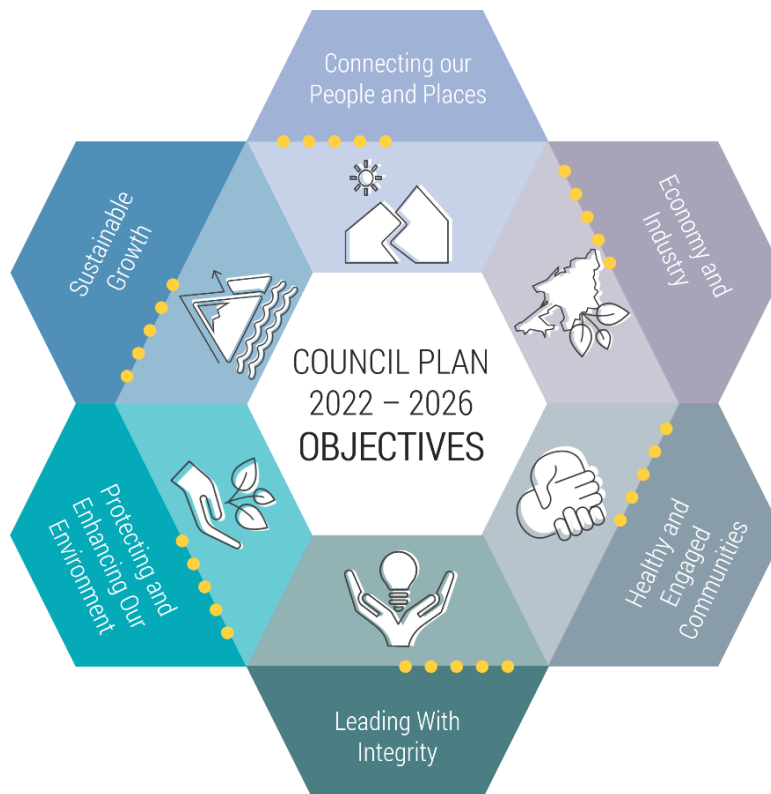 Connecting our
People and Places
Economy and
Industry
Healthy and
Engaged
Communities
Leading With
Integrity
Protecting and
Enhancing Our
Environment
Sustainable
Growth
COUNCIL PLAN
2022 – 2026
OBJECTIVES